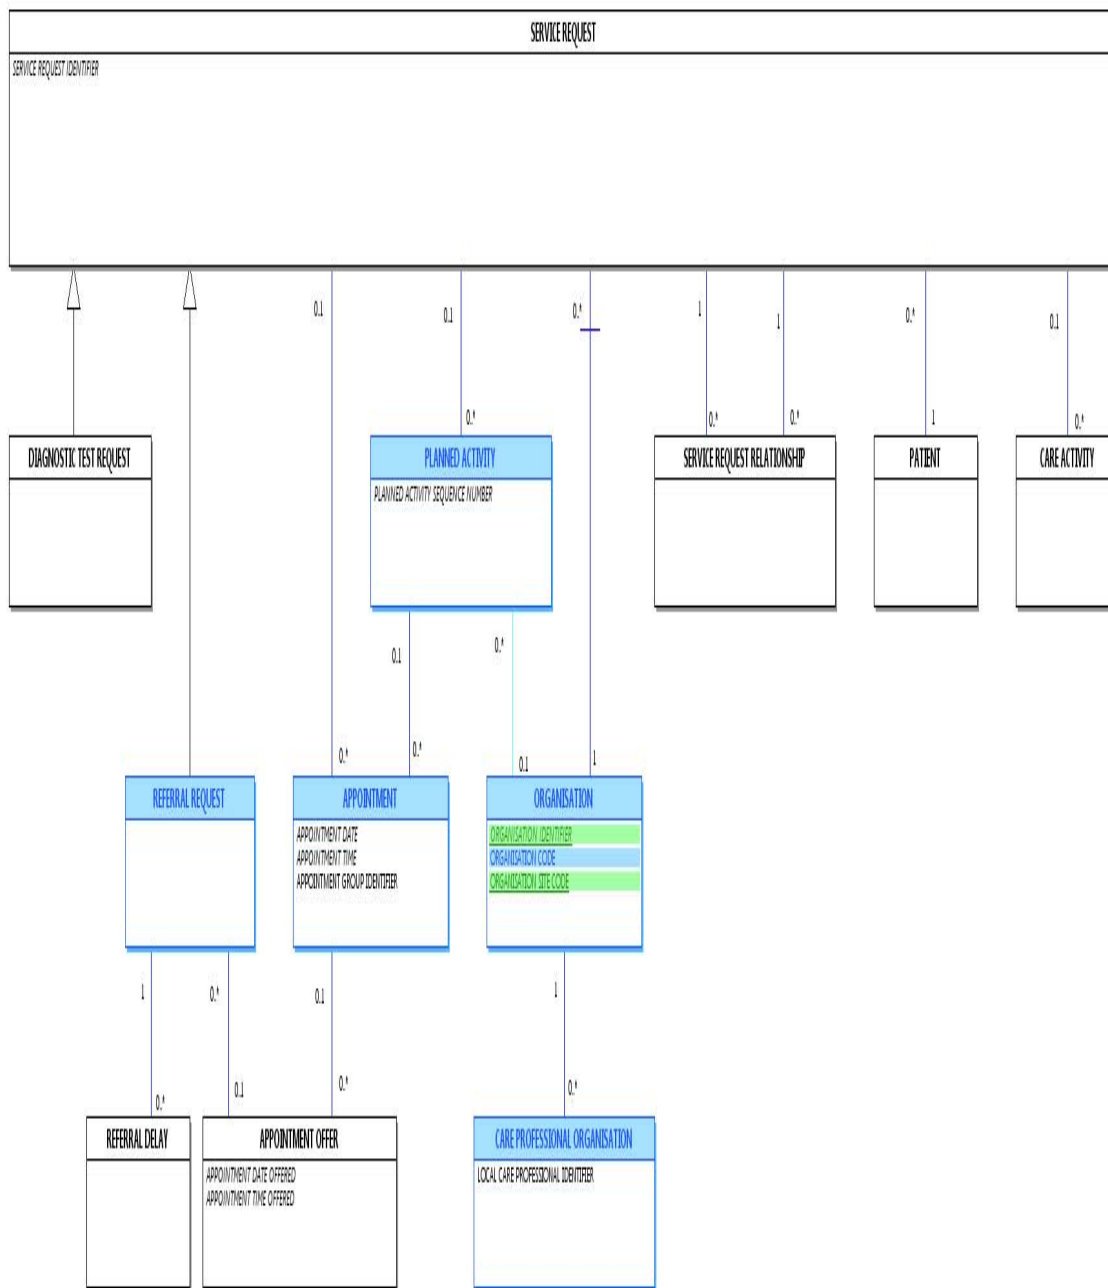 SERVICE REQUEST
SERVICE REQUEST IDENTIFIER
0.1
0.1
0..*
1
1
0..*
0.1
0..*
0..*
0..*
1
0..*
DIAGNOSTIC TEST REQUEST
PLANNED ACTIVITY
SERVICE REQUEST RELATIONSHIP
PATIENT
CARE ACTIVITY
PLANNED ACTIVITY SEQUENCE NUMBER
0.1
0..*
0..*
0..*
0.1
1
REFERRAL REQUEST
APPOINTMENT
ORGANISATION
APPOINTMENT DATE
ORGANISATION IDENTIFIER
APPOINTMENT TIME
ORGANISATION CODE
APPOINTMENT GROUP IDENTIFIER
ORGANISATION SITE CODE
1
0..*
0.1
1
0..*
0.1
0..*
0..*
REFERRAL DELAY
APPOINTMENT OFFER
CARE PROFESSIONAL ORGANISATION
APPOINTMENT DATE OFFERED
LOCAL CARE PROFESSIONAL IDENTIFIER
APPOINTMENT TIME OFFERED